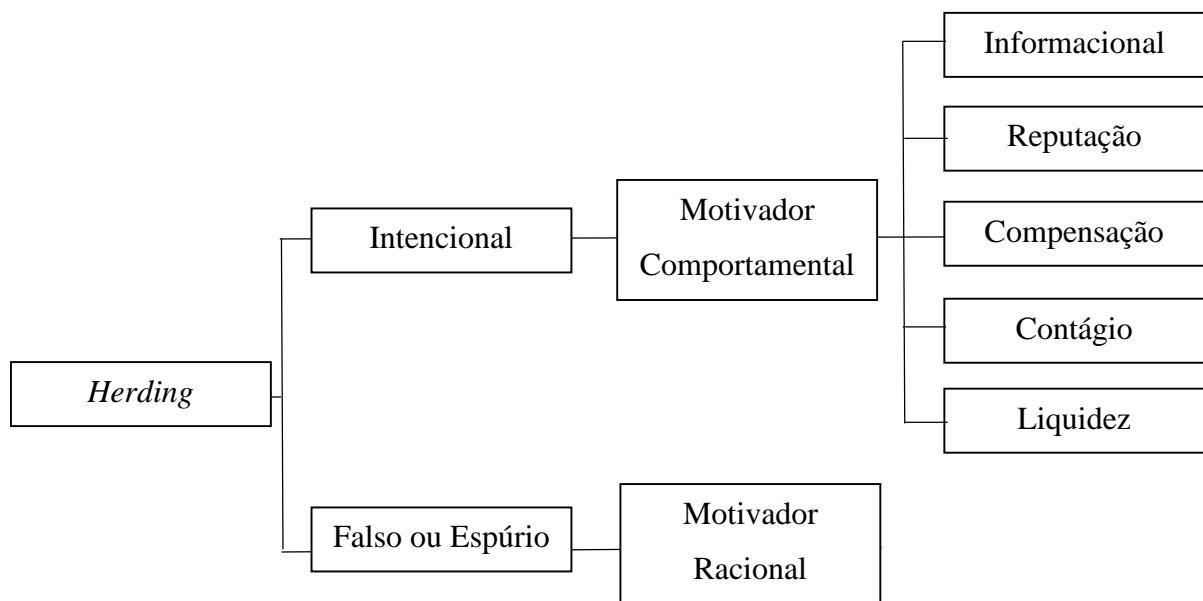 Informacional
Reputação
Motivador
Comportamental
Intencional
Compensação
Contágio
Herding
Liquidez
Falso ou Espúrio
Motivador
Racional